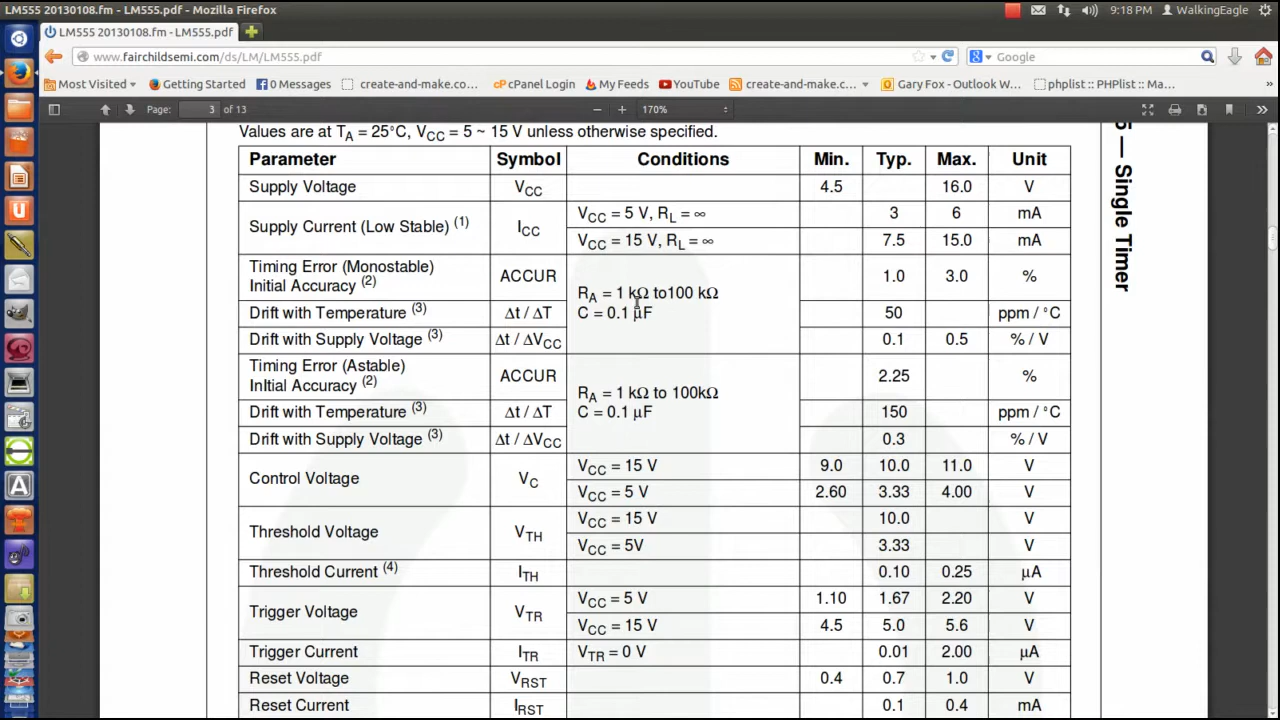 LM555 20130108.fm - LM555.pdf - Mozilla Firefox
9:18 PM
WalkingEagle
LM555 20130108.fm - LM555.pdf
www.fairchildsemi.com/ds/LM/LM555.pdf
Google
Most Visited
Getting Started
0 Messages
create-and-make.co...
cPanel Login
My Feeds
YouTube
create-and-make.co...
Gary Fox - Outlook W...
phplist :: PHPlist :: Ma...
Page: 3 of 13
170%
Values are at TA = 25°C, VCC = 5 ~ 15 V unless otherwise specified.
Parameter Symbol Conditions Min. Typ. Max. Unit
Supply Voltage VCC 4.5 16.0 V
Supply Current (Low Stable) (1) ICC VCC = 5 V, RL = ∞ 3 6 mA
VCC = 15 V, RL = ∞ 7.5 15.0 mA
Timing Error (Monostable)
Initial Accuracy (2) ACCUR 1.0 3.0 %
RA = 1 kΩ to100 kΩ
C = 0.1 μF
Drift with Temperature (3) Δt / ΔT 50 ppm / °C
Drift with Supply Voltage (3) Δt / ΔVCC 0.1 0.5 % / V
Timing Error (Astable)
InItial Accuracy (2) ACCUR 2.25 %
RA = 1 kΩ to 100kΩ
C = 0.1 μF
Drift with Temperature (3) Δt / ΔT 150 ppm / °C
Drift with Supply Voltage (3) Δt / ΔVCC 0.3 % / V
Control Voltage VC VCC = 15 V 9.0 10.0 11.0 V
VCC = 5 V 2.60 3.33 4.00 V
Threshold Voltage VTH VCC = 15 V 10.0 V
VCC = 5V 3.33 V
Threshold Current (4) ITH 0.10 0.25 μA
Trigger Voltage VTR VCC = 5 V 1.10 1.67 2.20 V
VCC = 15 V 4.5 5.0 5.6 V
Trigger Current ITR VTR = 0 V 0.01 2.00 μA
Reset Voltage VRST 0.4 0.7 1.0 V
Reset Current IRST 0.1 0.4 mA
5 — Single Timer